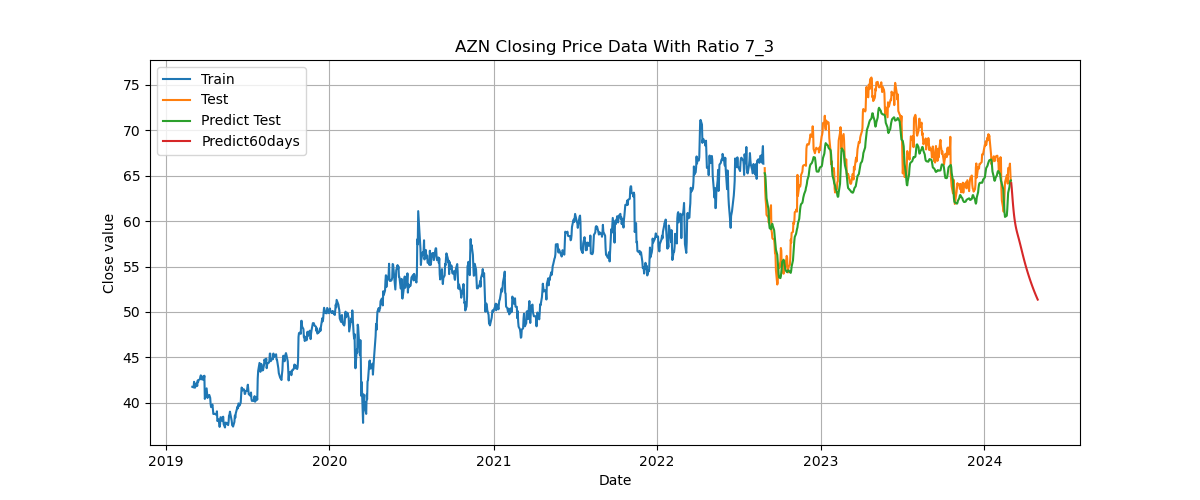 AZN Closing Price Data With Ratio 7_3
Train
Test
Predict Test
Predict60days
Close value
75
70
65
60
55
50
45
40
2019
2020
2021
2022
2023
2024
Date